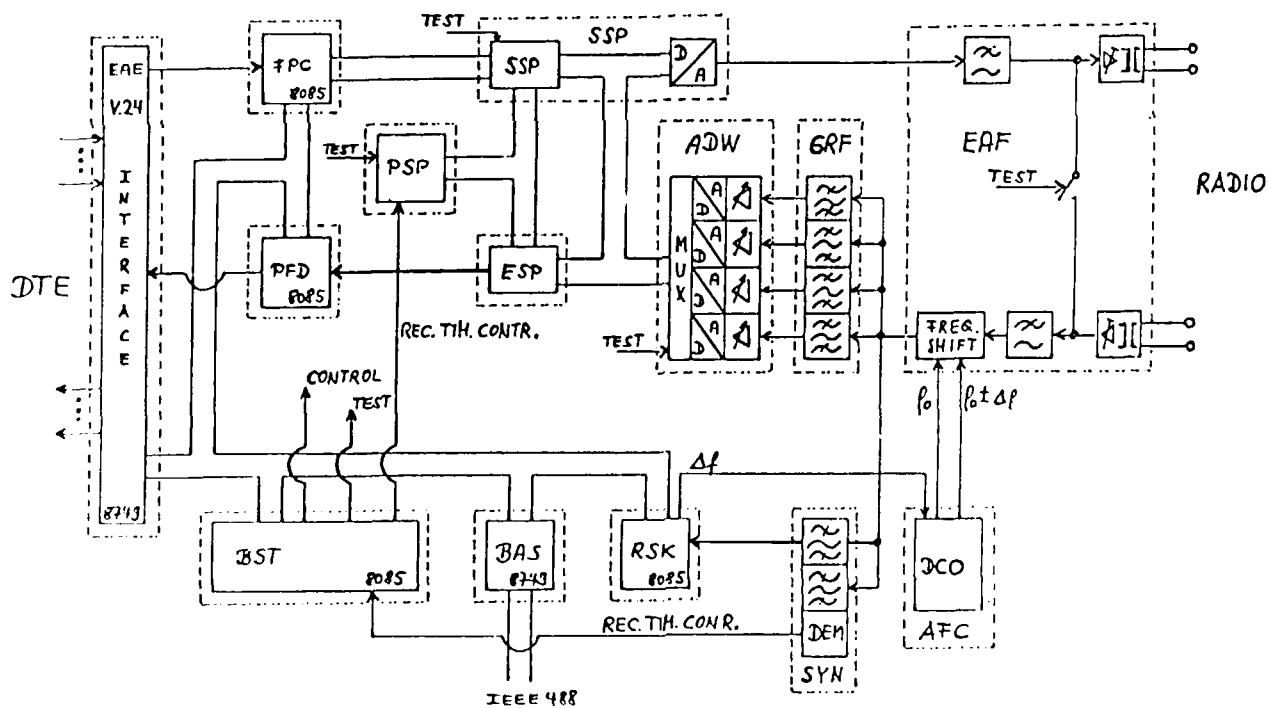 TEST
SSP
EAE
V.24
INTERFACE
8749
FPC
8085
SSP
D
A
EAF
RADIO
TEST
PSP
ADW
GRF
TEST
MUX
A
D
A
D
A
D
A
D
TEST
DTE
PFD
8085
ESP
REC. TIM. CONTR.
FREQ.
SHIFT
f₀
f₀ ± Δf
CONTROL
TEST
Δf
BST
8085
BAS
8749
RSK
8085
DEM
SYN
DCO
AFC
REC. TIM. CONR.
IEEE 488